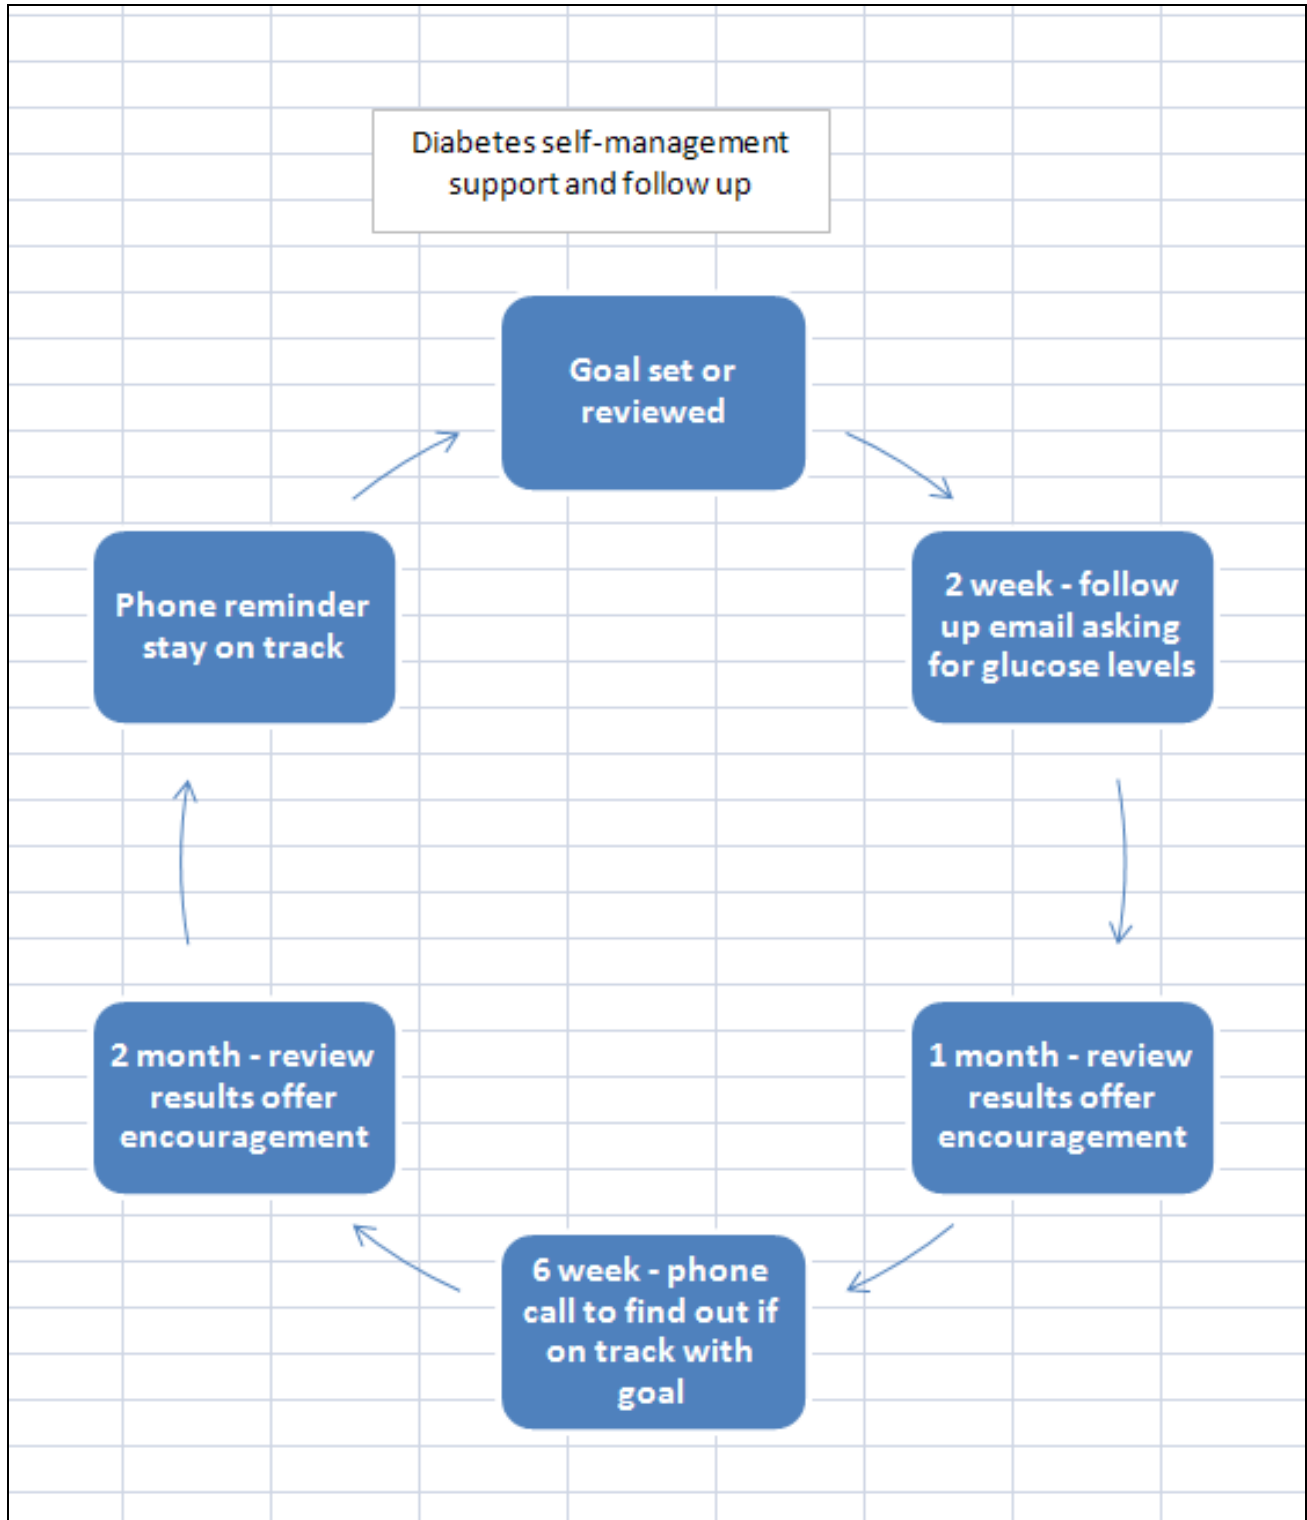 Diabetes self-management
support and follow up
Goal set or
reviewed
2 week - follow
up email asking
for glucose levels
1 month - review
results offer
encouragement
6 week - phone
call to find out if
on track with
goal
2 month - review
results offer
encouragement
Phone reminder
stay on track